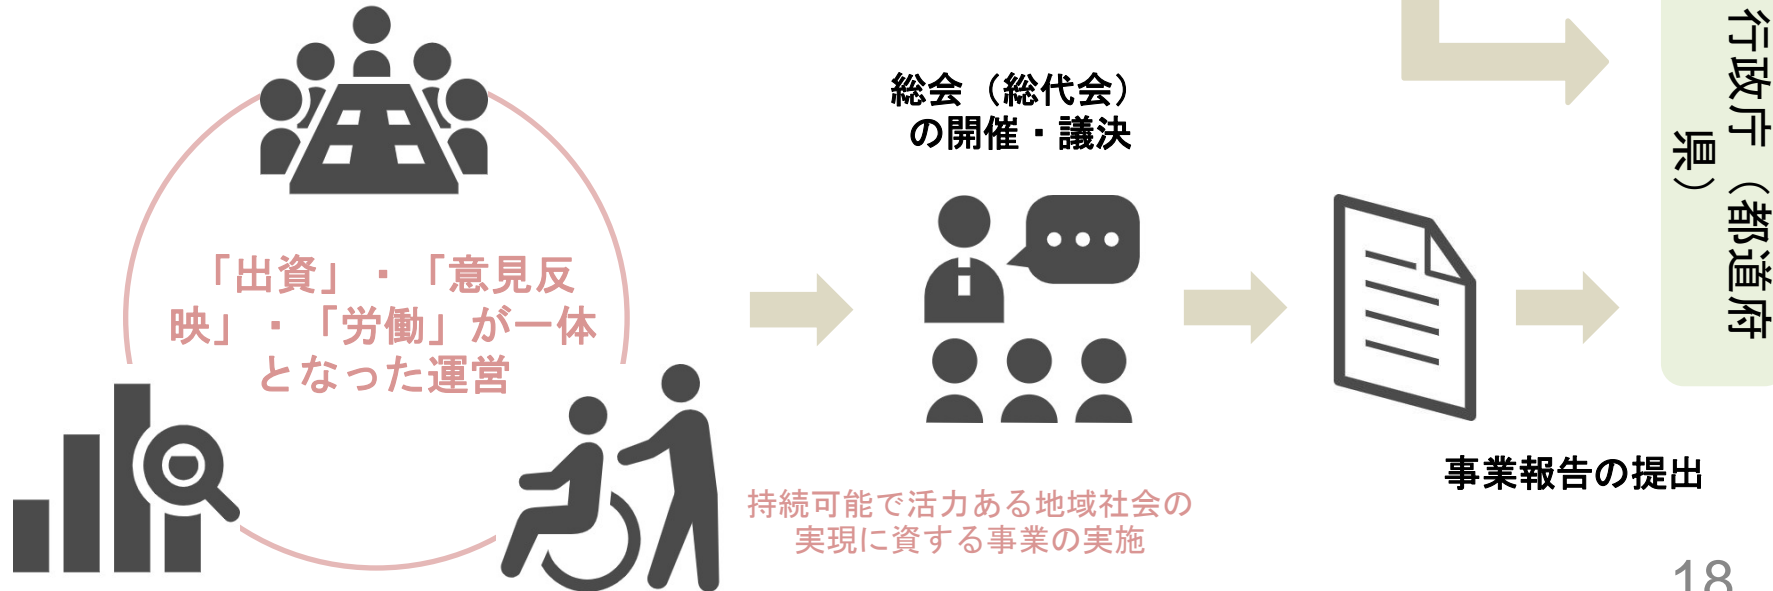 総会（総代会）
の開催・議決
「出資」・「意見反
映」・「労働」が一体
となった運営
持続可能で活力ある地域社会の
実現に資する事業の実施
事業報告の提出
行政庁（都道府
県）
18